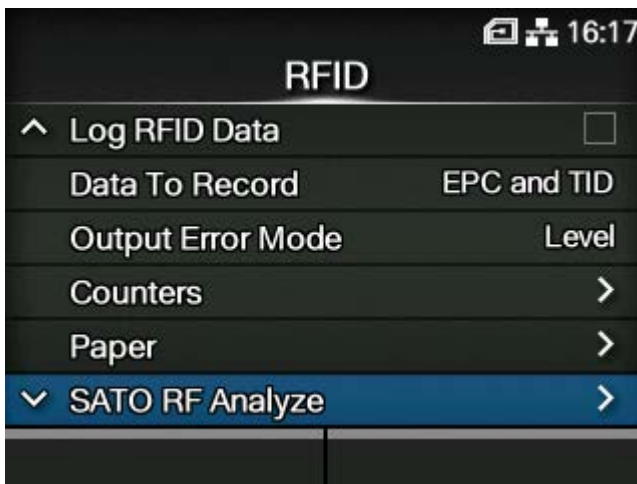 16:17
RFID
Log RFID Data
Data To Record EPC and TID
Output Error Mode Level
Counters
Paper
SATO RF Analyze